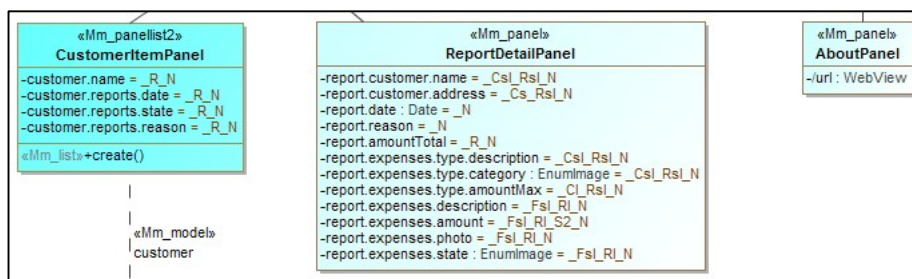 «Mm_panellist2»
CustomerItemPanel
-customer.name = _R_N
-customer.reports.date = _R_N
-customer.reports.state = _R_N
-customer.reports.reason = _R_N
«Mm_list»+create()
«Mm_model»
customer
«Mm_panel»
ReportDetailPanel
-report.customer.name = _CsI_RsI_N
-report.customer.address = _Cs_RsI_N
-report.date : Date = _N
-report.reason = _N
-report.amountTotal = _R_N
-report.expenses.type.description = _CsI_RsI_N
-report.expenses.type.category : EnumImage = _CsI_RsI_N
-report.expenses.type.amountMax = _CI_RsI_N
-report.expenses.description = _FsI_RI_N
-report.expenses.amount = _FsI_RI_S2_N
-report.expenses.photo = _FsI_RI_N
-report.expenses.state : EnumImage = _FsI_RI_N
«Mm_panel»
AboutPanel
-/url : WebView